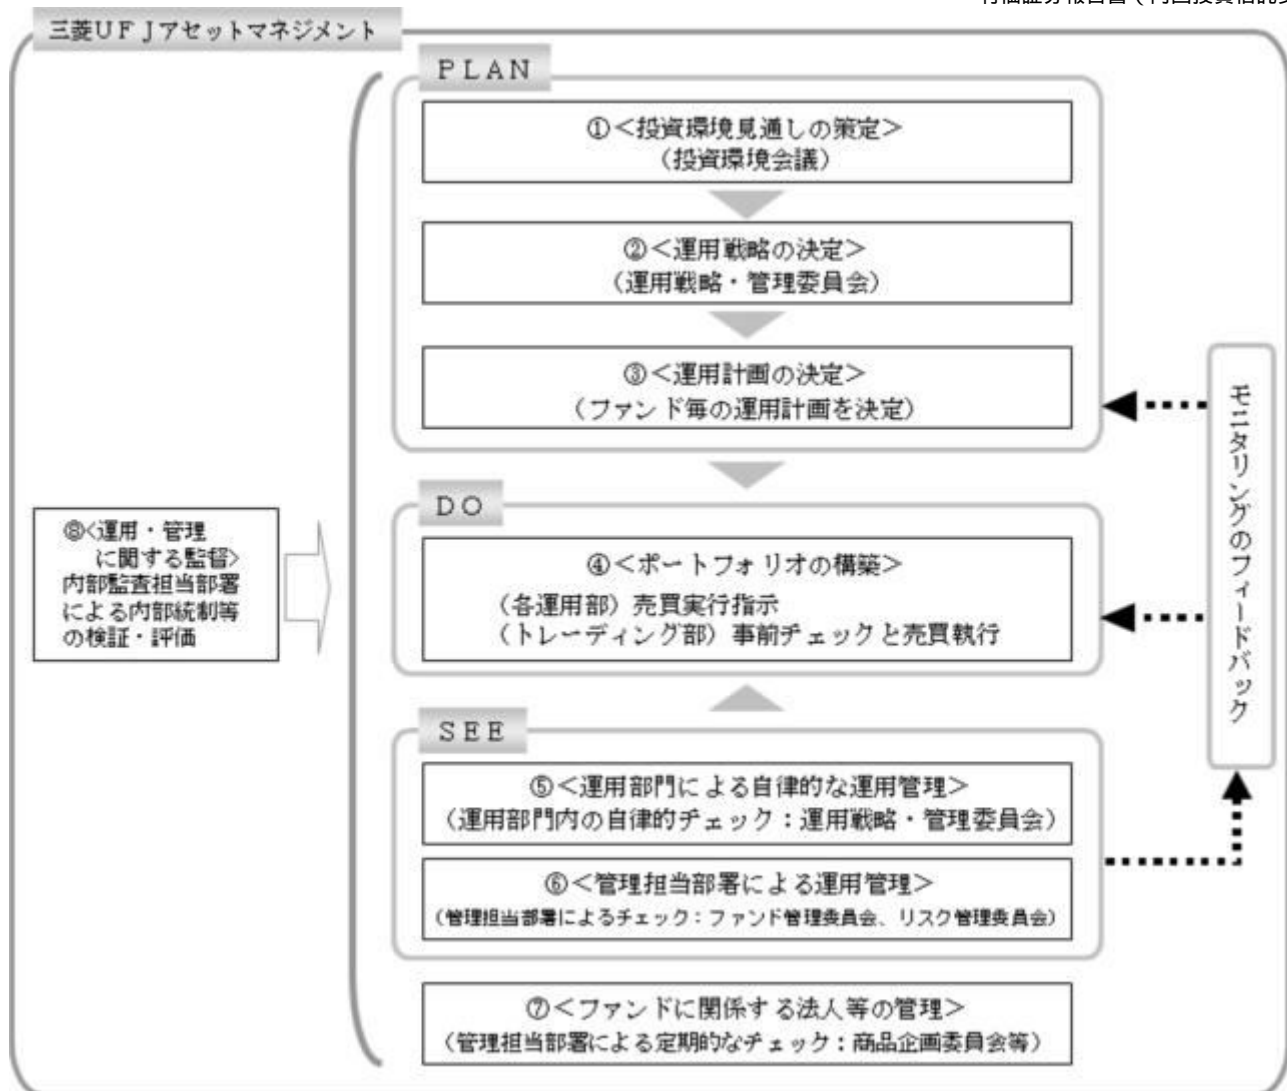 三菱UFJアセットマネジメント
PLAN
①<投資環境見通しの策定>
(投資環境会議)
②<運用戦略の決定>
(運用戦略・管理委員会)
③<運用計画の決定>
(ファンド毎の運用計画を決定)
DO
④<ポートフォリオの構築>
(各運用部)売買実行指示
(トレーディング部)事前チェックと売買執行
SEE
⑤<運用部門による自律的な運用管理>
(運用部門内の自律的チェック:運用戦略・管理委員会)
⑥<管理担当部署による運用管理>
(管理担当部署によるチェック:ファンド管理委員会、リスク管理委員会)
⑦<ファンドに関係する法人等の管理>
(管理担当部署による定期的なチェック:商品企画委員会等)
⑧<運用・管理
に関する監督>
内部監査担当部署
による内部統制等
の検証・評価
モニタリングのフィードバック